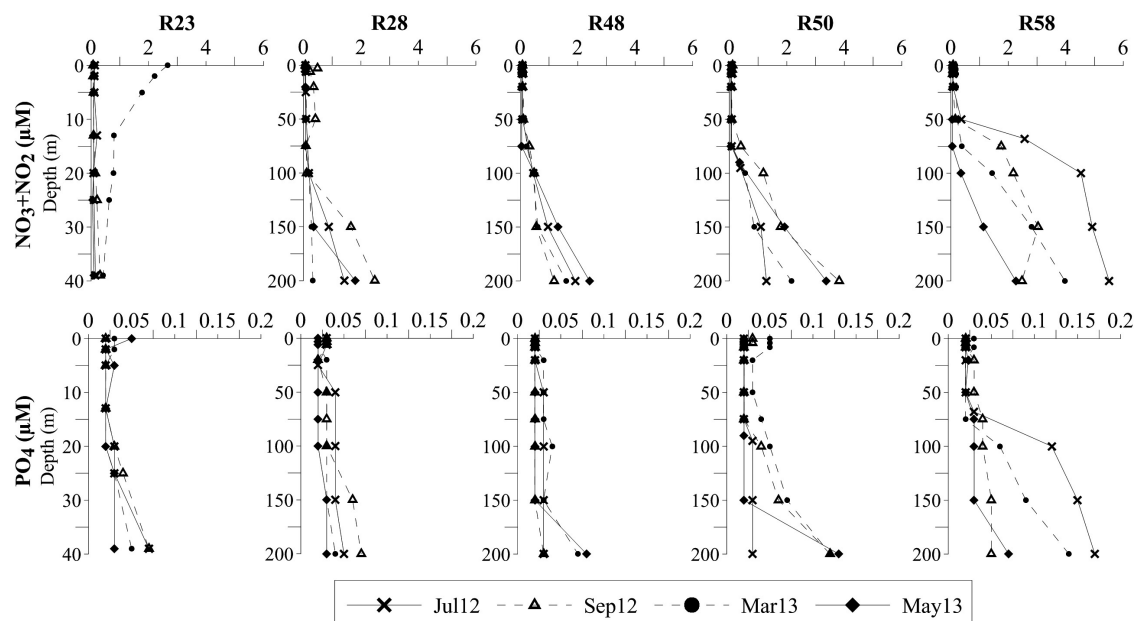 R23 R28 R48 R50 R58
0 2 4 6 0 2 4 6 0 2 4 6 0 2 4 6 0 2 4 6
NO3+NO2 (µM)
Depth (m)
0 0 0 0 0
50 50 50 50
10 100 100 100 100
20
30 150 150 150 150
40 200 200 200 200
0 0.05 0.1 0.15 0.2 0 0.05 0.1 0.15 0.2 0 0.05 0.1 0.15 0.2 0 0.05 0.1 0.15 0.2 0 0.05 0.1 0.15 0.2
PO4 (µM)
Depth (m)
0 0 0 0 0
10 50 50 50 50
20 100 100 100 100
30 150 150 150 150
40 200 200 200 200
Jul12 Sep12 Mar13 May13